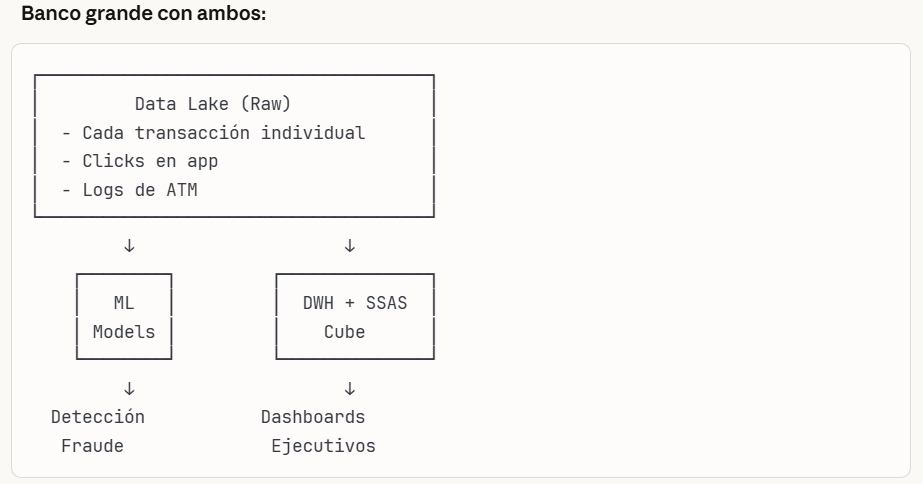 Banco grande con ambos:
Data Lake (Raw)
- Cada transacción individual
- Clicks en app
- Logs de ATM
↓ ↓
ML DWH + SSAS
Models Cube
↓ ↓
Detección Dashboards
Fraude Ejecutivos